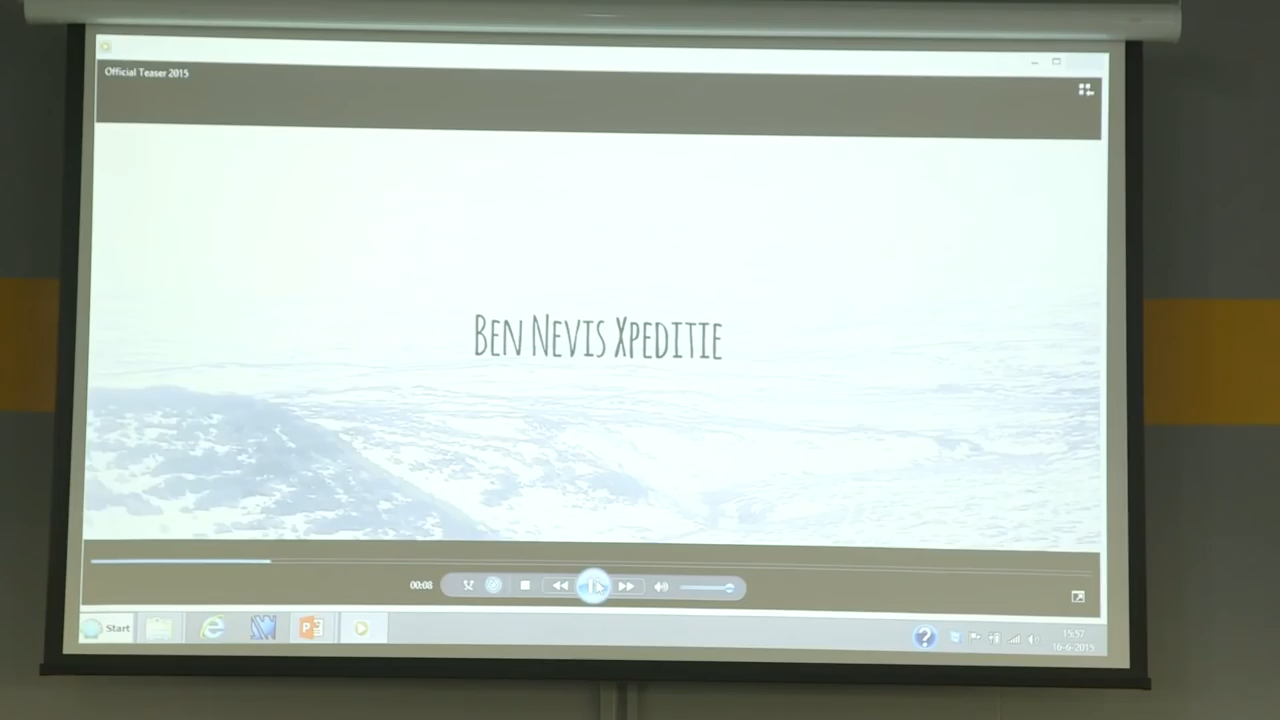 Official Teaser 2015
Ben Nevis Xpeditie
00:08
Start
15:57
16-6-2015